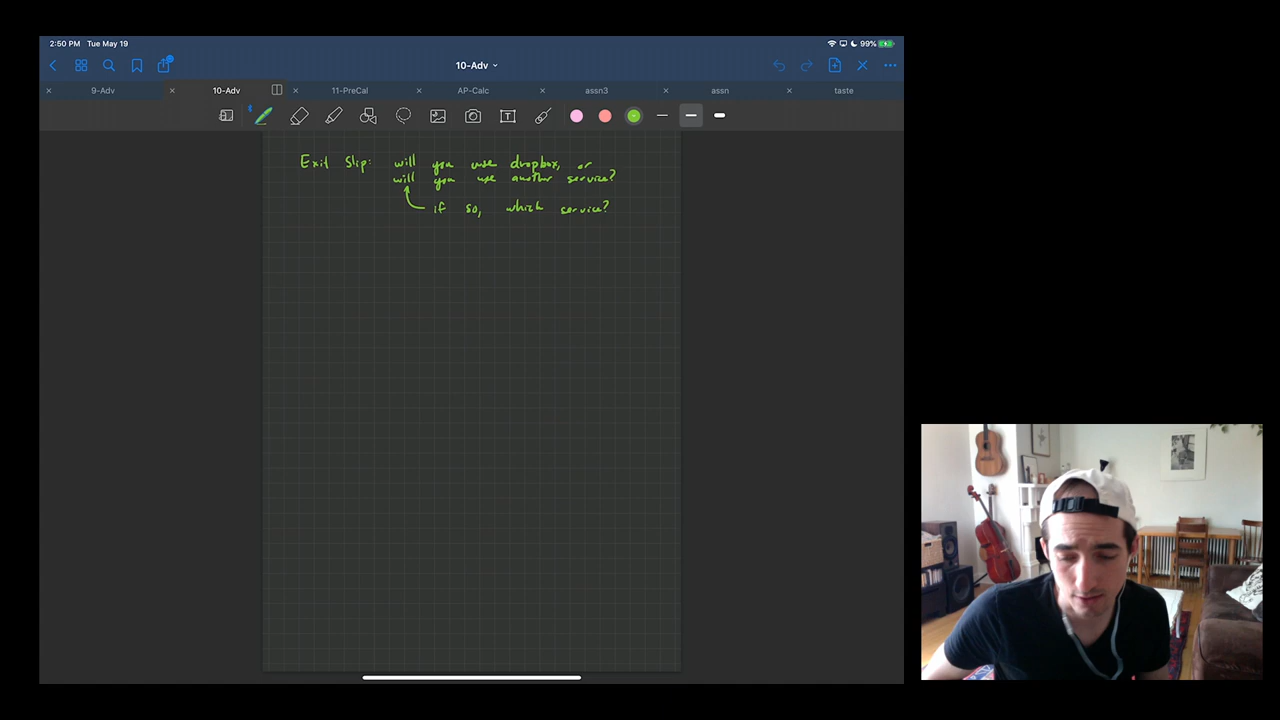 2:50 PM Tue May 19
99%
10-Adv
9-Adv
10-Adv
11-PreCal
AP-Calc
assn3
assn
taste
Exit Slip: will you use dropbox, or
will you use another service?
if so, which service?